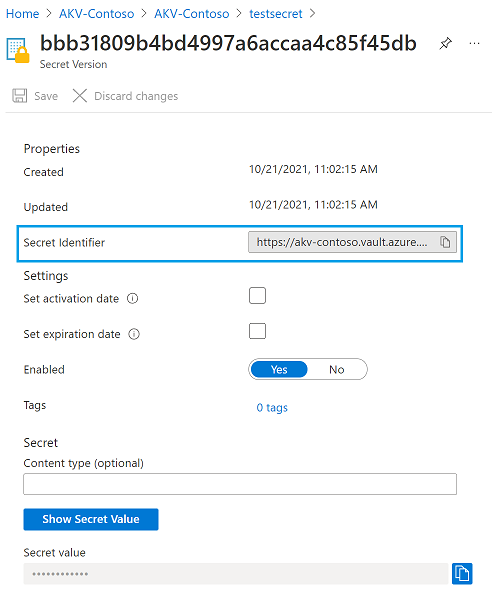 Home > AKV-Contoso > AKV-Contoso > testsecret >
bbb31809b4bd4997a6accaa4c85f45db
Secret Version
Save Discard changes
Properties
Created 10/21/2021, 11:02:15 AM
Updated 10/21/2021, 11:02:15 AM
Secret Identifier https://akv-contoso.vault.azure....
Settings
Set activation date
Set expiration date
Enabled Yes No
Tags 0 tags
Secret
Content type (optional)
Show Secret Value
Secret value
••••••••••••